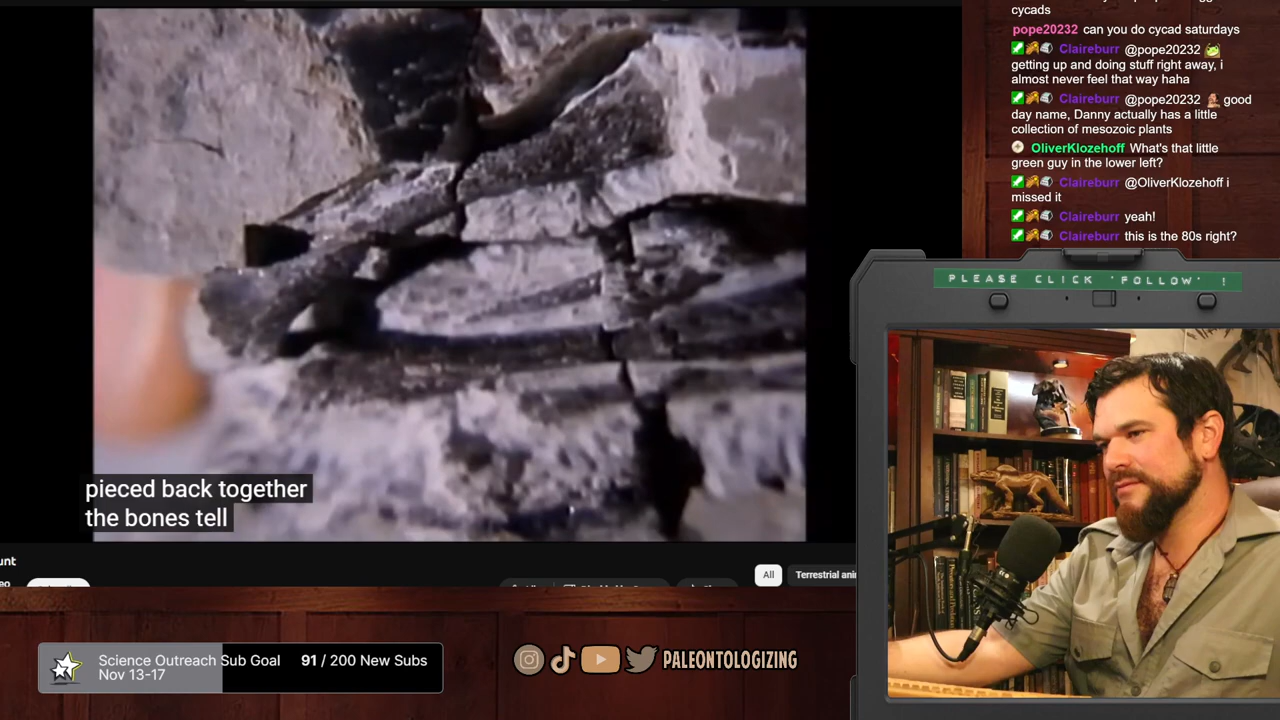 cycads
pope20232 can you do cycad saturdays
Claireburr @pope20232
getting up and doing stuff right away, i
almost never feel that way haha
Claireburr @pope20232 good
day name, Danny actually has a little
collection of mesozoic plants
OliverKlozehoff What's that little
green guy in the lower left?
Claireburr @OliverKlozehoff i
missed it
Claireburr yeah!
Claireburr this is the 80s right?
PLEASE CLICK 'FOLLOW' !
pieced back together
the bones tell
unt
eo
All
Terrestrial ani
Science Outreach Sub Goal 91 / 200 New Subs
Nov 13-17
PALEONTOLOGIZING